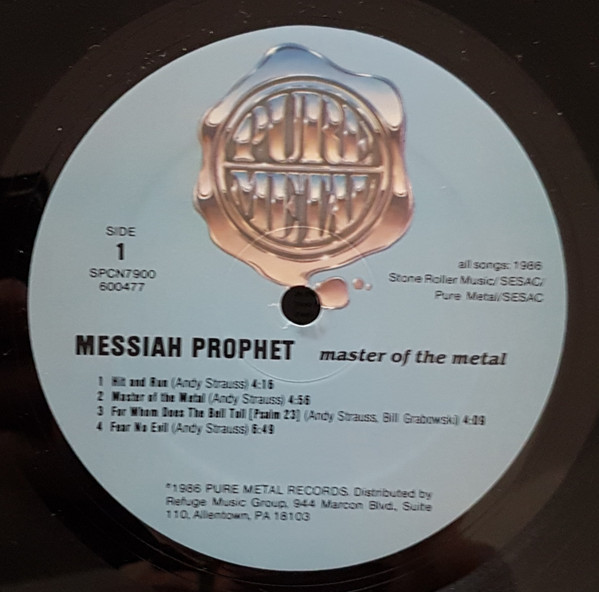 PURE
METAL
SIDE
1
SPCN7900
600477
all songs: 1986
Stone Roller Music/SESAC/
Pure Metal/SESAC
MESSIAH PROPHET master of the metal
1 Hit and Run (Andy Strauss) 4:16
2 Master of the Metal (Andy Strauss) 4:56
3 For Whom Does The Bell Toll [Psalm 23] (Andy Strauss, Bill Grabowski) 4:09
4 Fear No Evil (Andy Strauss) 6:49
℗1986 PURE METAL RECORDS. Distributed by
Refuge Music Group, 944 Marcon Blvd., Suite
110, Allentown, PA 18103